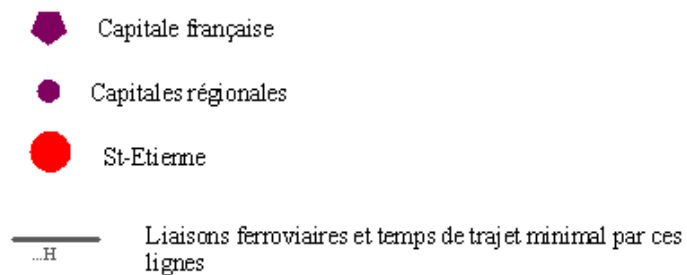 Capitale française
Capitales régionales
St-Etienne
Liaisons ferroviaires et temps de trajet minimal par ces
...H
lignes